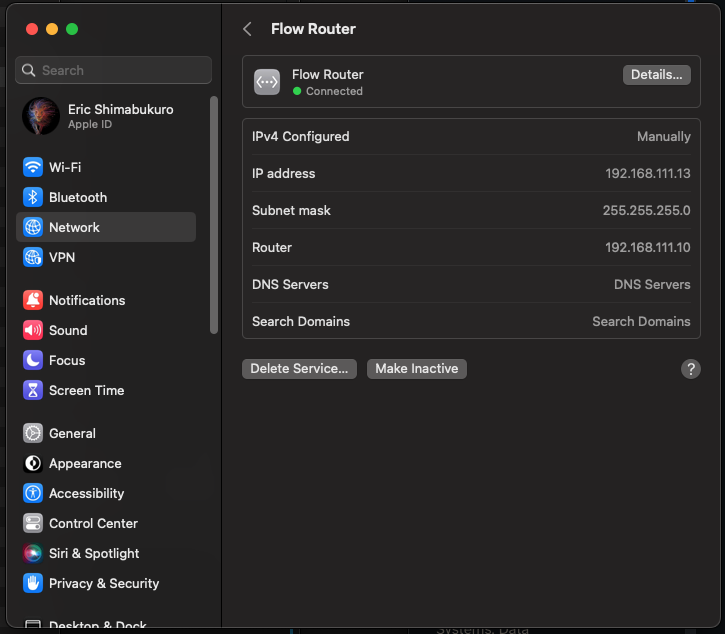 Search
Eric Shimabukuro
Apple ID
Wi-Fi
Bluetooth
Network
VPN
Notifications
Sound
Focus
Screen Time
General
Appearance
Accessibility
Control Center
Siri & Spotlight
Privacy & Security
Desktop & Dock
Flow Router
Flow Router
Connected
Details...
IPv4 Configured Manually
IP address 192.168.111.13
Subnet mask 255.255.255.0
Router 192.168.111.10
DNS Servers DNS Servers
Search Domains Search Domains
Delete Service... Make Inactive ?
Systems, Data